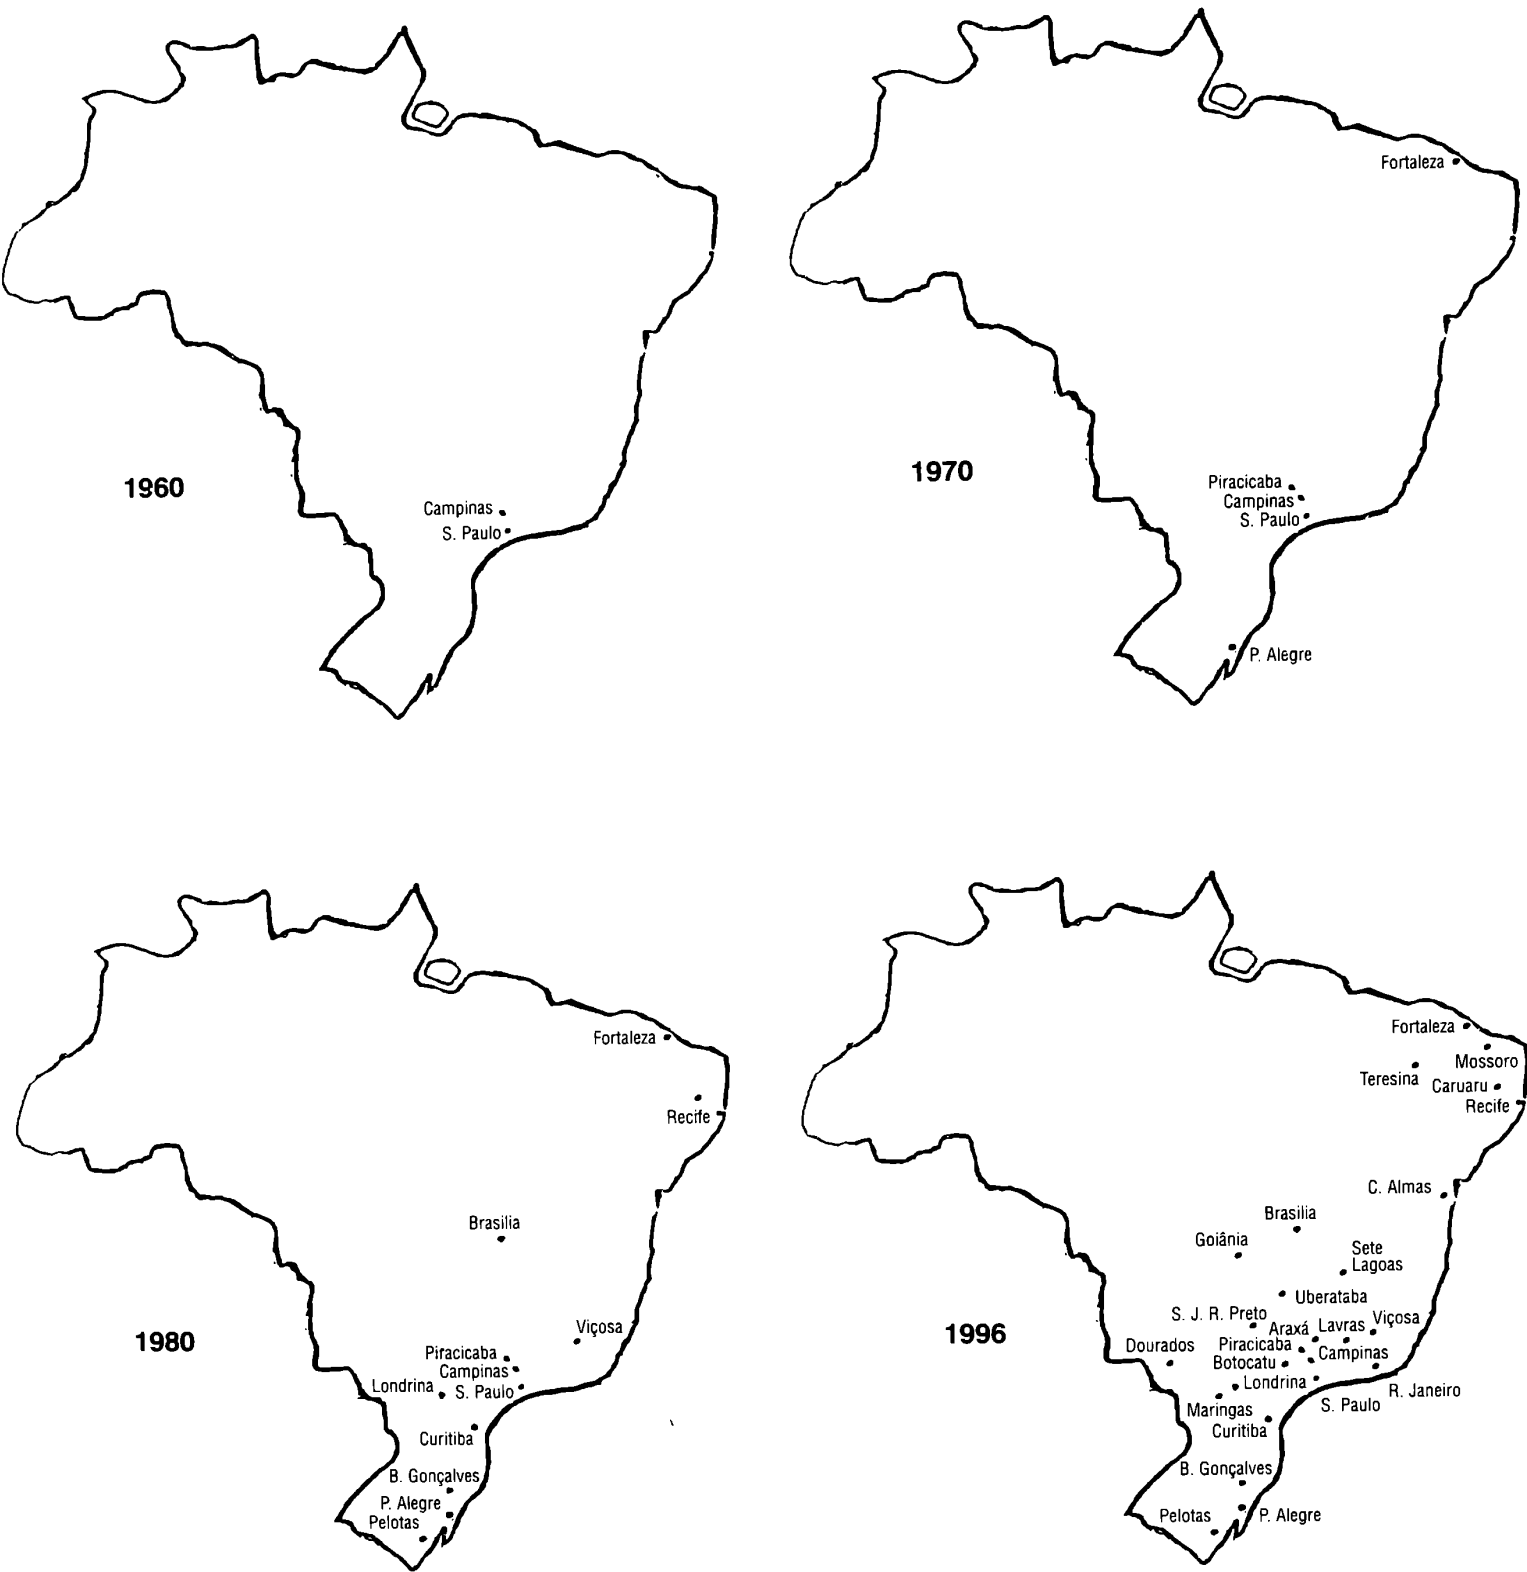 1960
Campinas
S. Paulo
1970
Fortaleza
Piracicaba
Campinas
S. Paulo
P. Alegre
1980
Fortaleza
Recife
Brasilia
Viçosa
Piracicaba
Campinas
Londrina
S. Paulo
Curitiba
B. Gonçalves
P. Alegre
Pelotas
1996
Fortaleza
Mossoro
Teresina
Caruaru
Recife
C. Almas
Brasilia
Goiânia
Sete
Lagoas
Uberataba
S. J. R. Preto
Araxá
Lavras
Viçosa
Dourados
Piracicaba
Campinas
Botocatu
Londrina
R. Janeiro
S. Paulo
Maringas
Curitiba
B. Gonçalves
Pelotas
P. Alegre